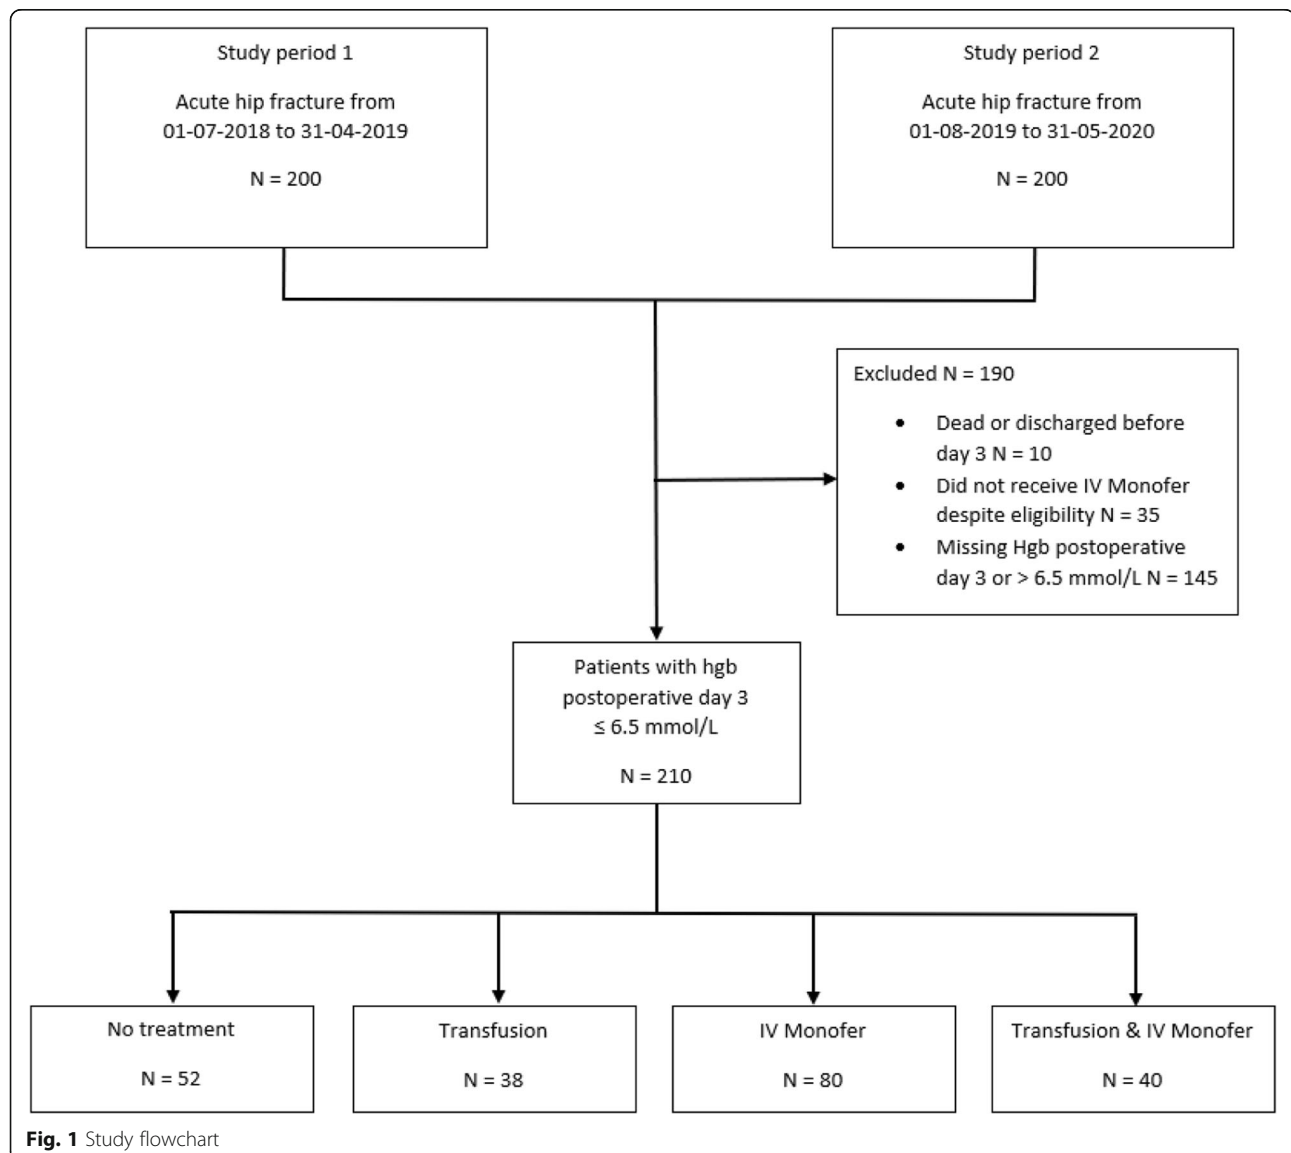 Study period 1
Acute hip fracture from
01-07-2018 to 31-04-2019
N = 200
Study period 2
Acute hip fracture from
01-08-2019 to 31-05-2020
N = 200
Excluded N = 190
• Dead or discharged before
day 3 N = 10
• Did not receive IV Monofer
despite eligibility N = 35
• Missing Hgb postoperative
day 3 or > 6.5 mmol/L N = 145
Patients with hgb
postoperative day 3
≤ 6.5 mmol/L
N = 210
No treatment
N = 52
Transfusion
N = 38
IV Monofer
N = 80
Transfusion & IV Monofer
N = 40
Fig. 1 Study flowchart